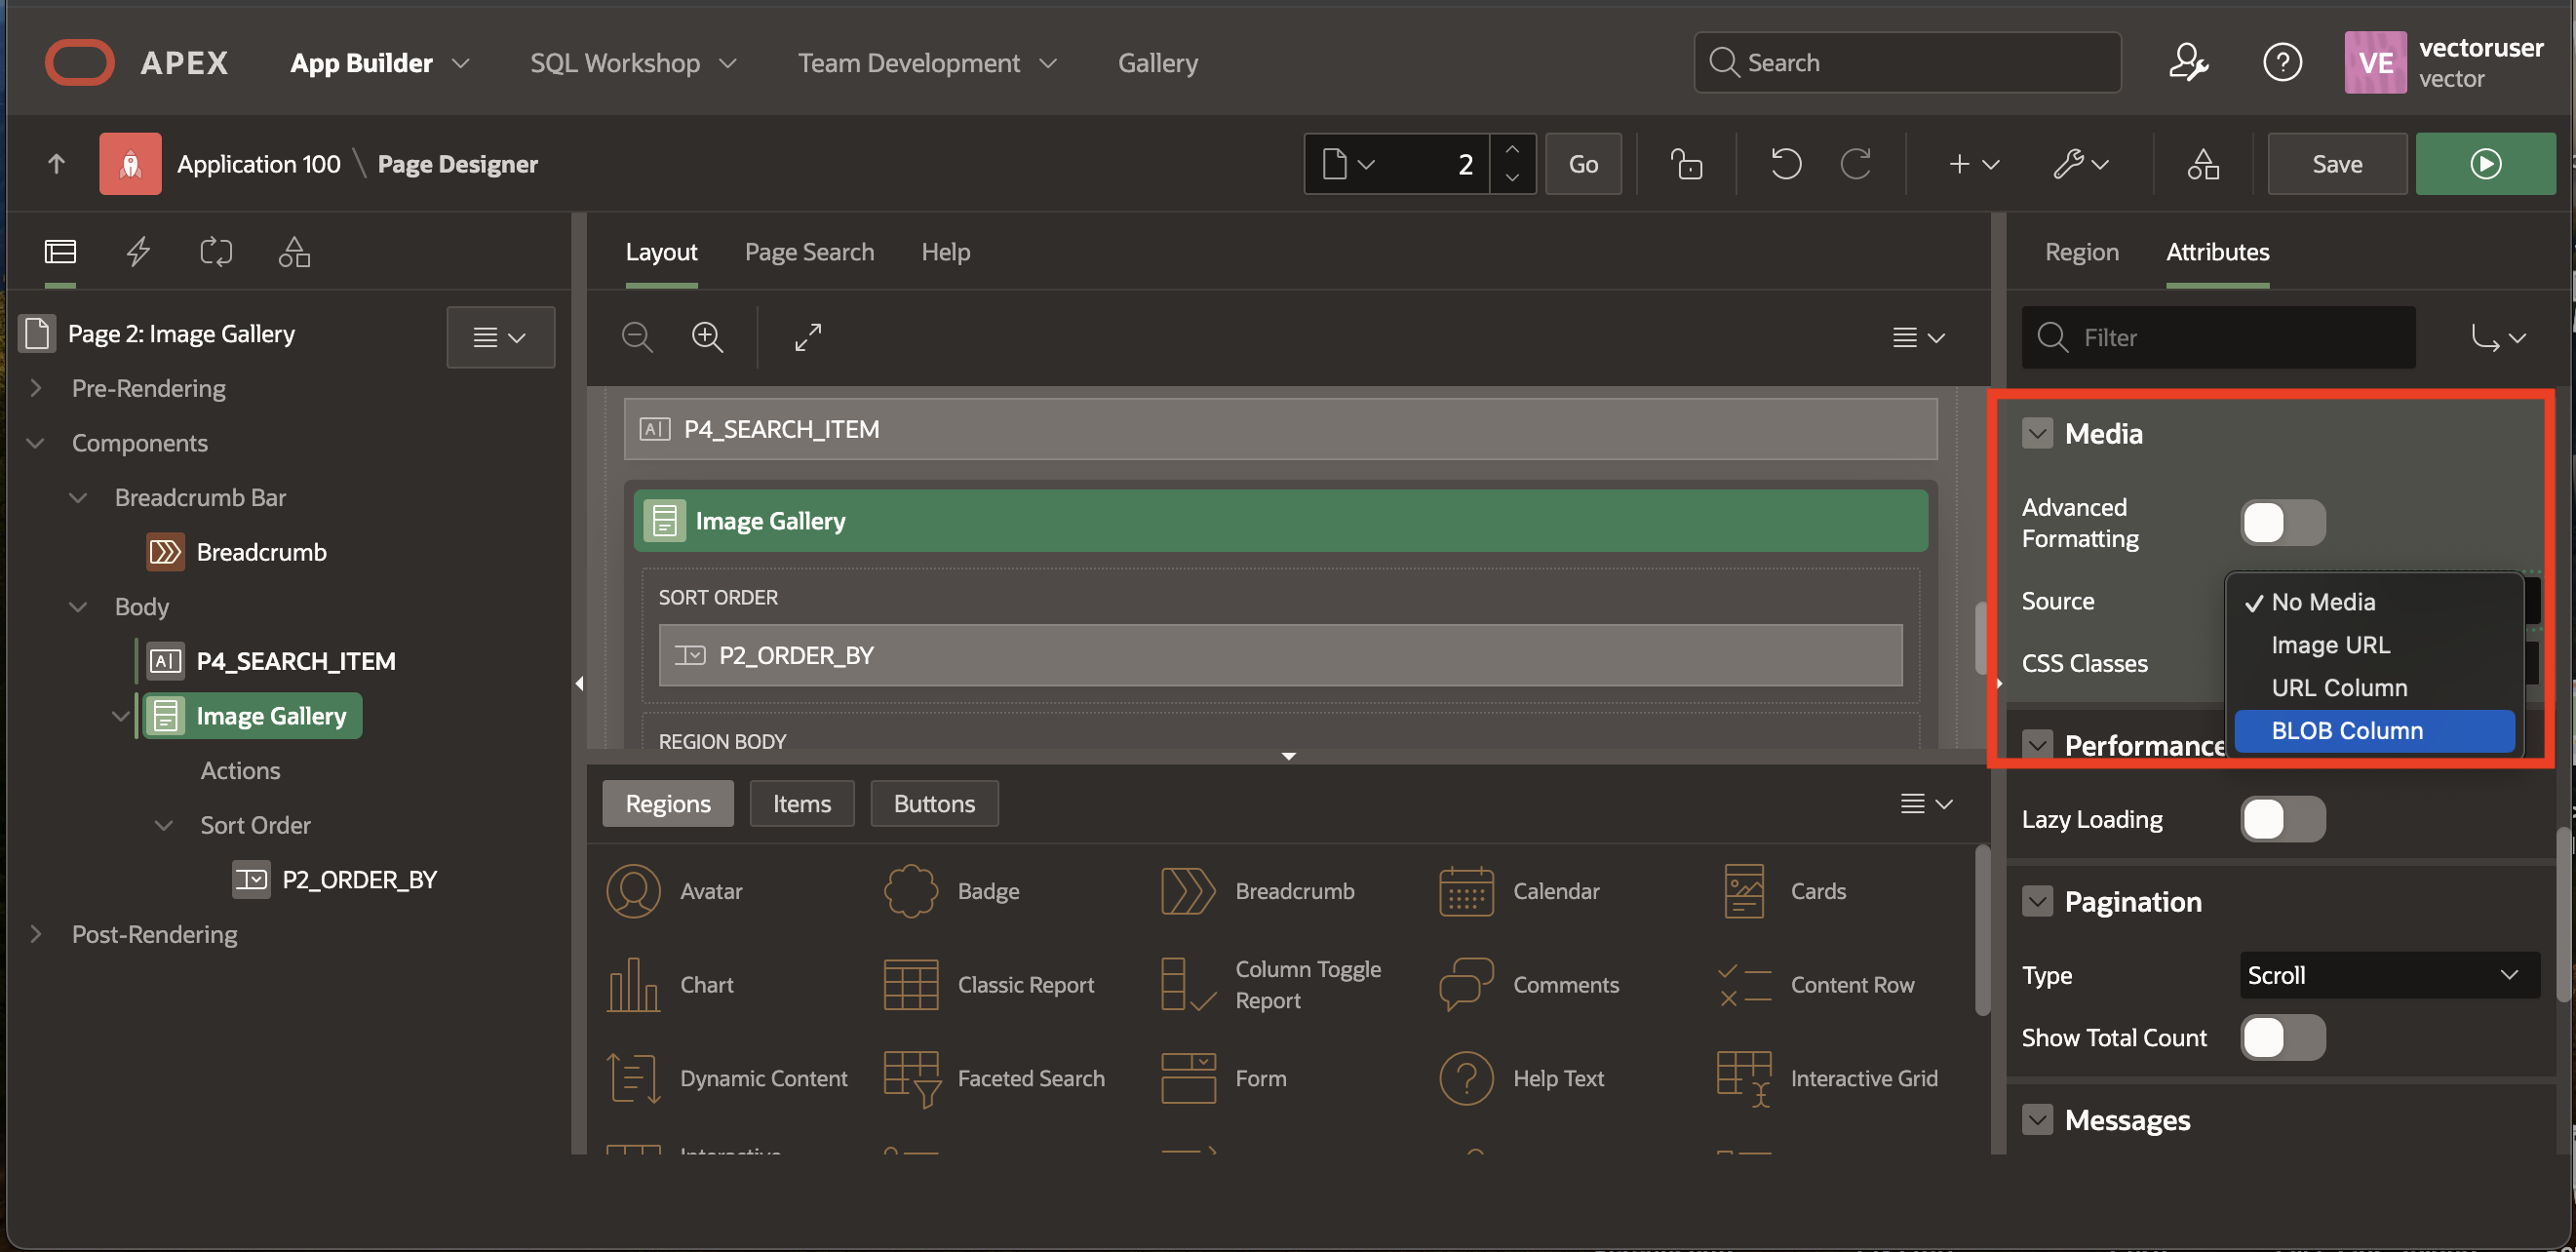 APEX App Builder SQL Workshop Team Development Gallery Search ? VE vectoruser
vector
Application 100 \ Page Designer 2 Go Save
Layout Page Search Help
Region Attributes
Page 2: Image Gallery
Filter
Pre-Rendering
Components
Breadcrumb Bar
Breadcrumb
Body
P4_SEARCH_ITEM
Image Gallery
Actions
Sort Order
P2_ORDER_BY
Post-Rendering
P4_SEARCH_ITEM
Image Gallery
SORT ORDER
P2_ORDER_BY
REGION BODY
Regions Items Buttons
Avatar Badge Breadcrumb Calendar Cards
Chart Classic Report Column Toggle
Report Comments Content Row
Dynamic Content Faceted Search Form Help Text Interactive Grid
Interactive
Media
Advanced
Formatting
Source
✓ No Media
Image URL
URL Column
BLOB Column
CSS Classes
Performance
Lazy Loading
Pagination
Type Scroll
Show Total Count
Messages